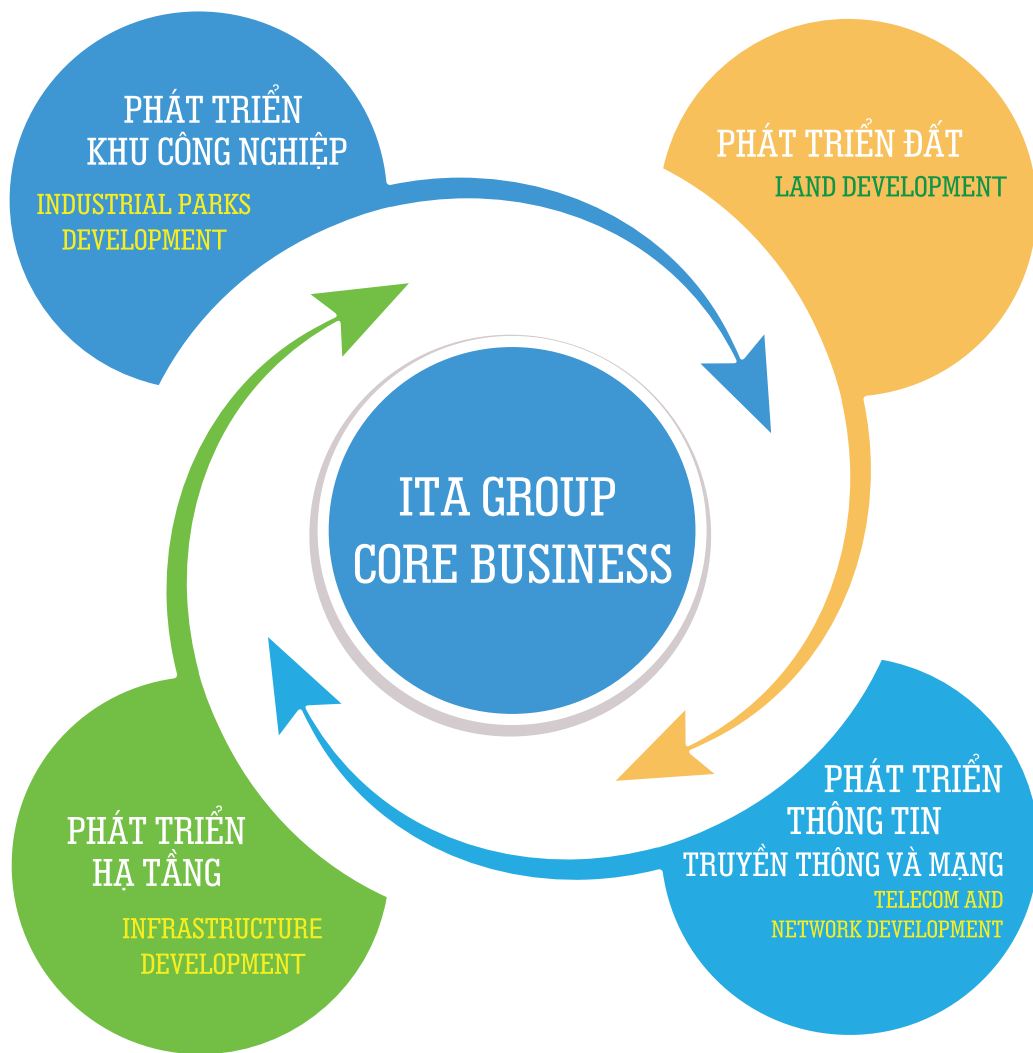 PHÁT TRIỂN
KHU CÔNG NGHIỆP
INDUSTRIAL PARKS
DEVELOPMENT
PHÁT TRIỂN ĐẤT
LAND DEVELOPMENT
ITA GROUP
CORE BUSINESS
PHÁT TRIỂN
HẠ TẦNG
INFRASTRUCTURE
DEVELOPMENT
PHÁT TRIỂN
THÔNG TIN
TRUYỀN THÔNG VÀ MẠNG
TELECOM AND
NETWORK DEVELOPMENT